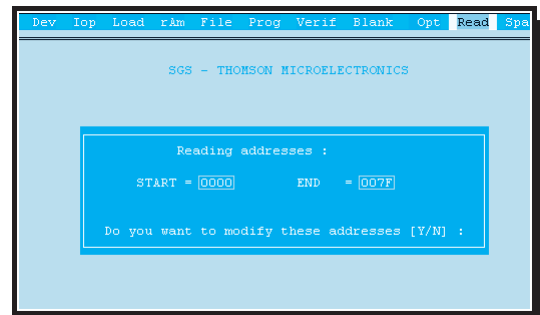 Dev Iop Load rAm File Prog Verif Blank Opt Read Spa
SGS - THOMSON MICROELECTRONICS
Reading addresses :
START = 0000 END = 007F
Do you want to modify these addresses [Y/N] :